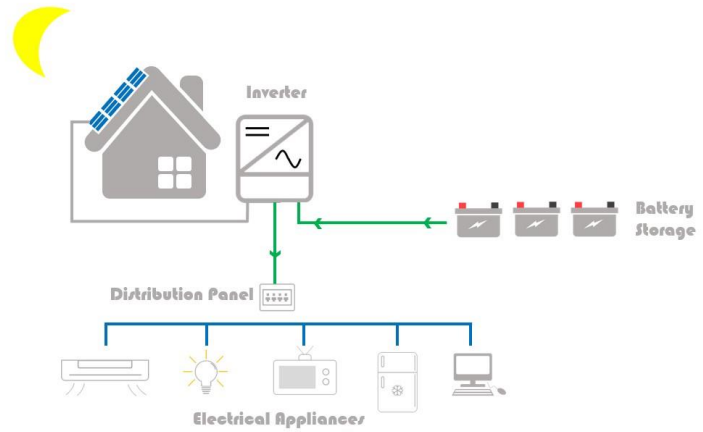 Inverter
Battery
Storage
Distribution Panel
Electrical Appliances